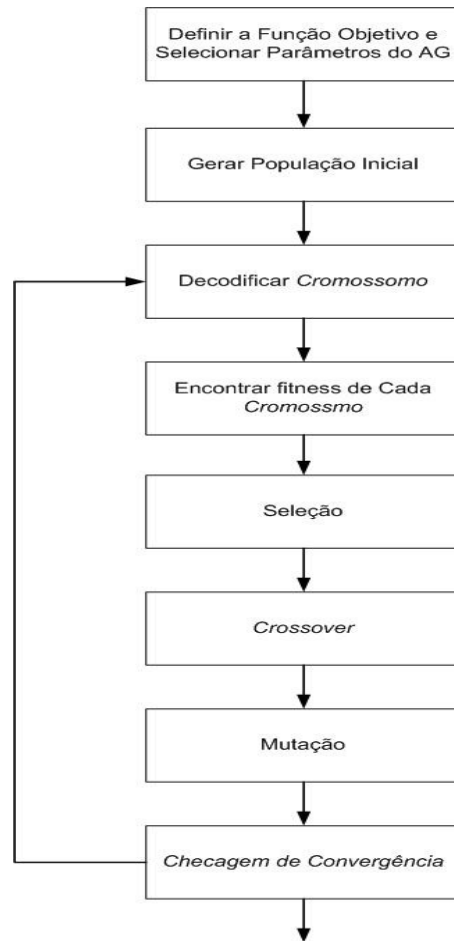 Definir a Função Objetivo e
Selecionar Parâmetros do AG
Gerar População Inicial
Decodificar Cromossomo
Encontrar fitness de Cada
Cromossmo
Seleção
Crossover
Mutação
Checagem de Convergência